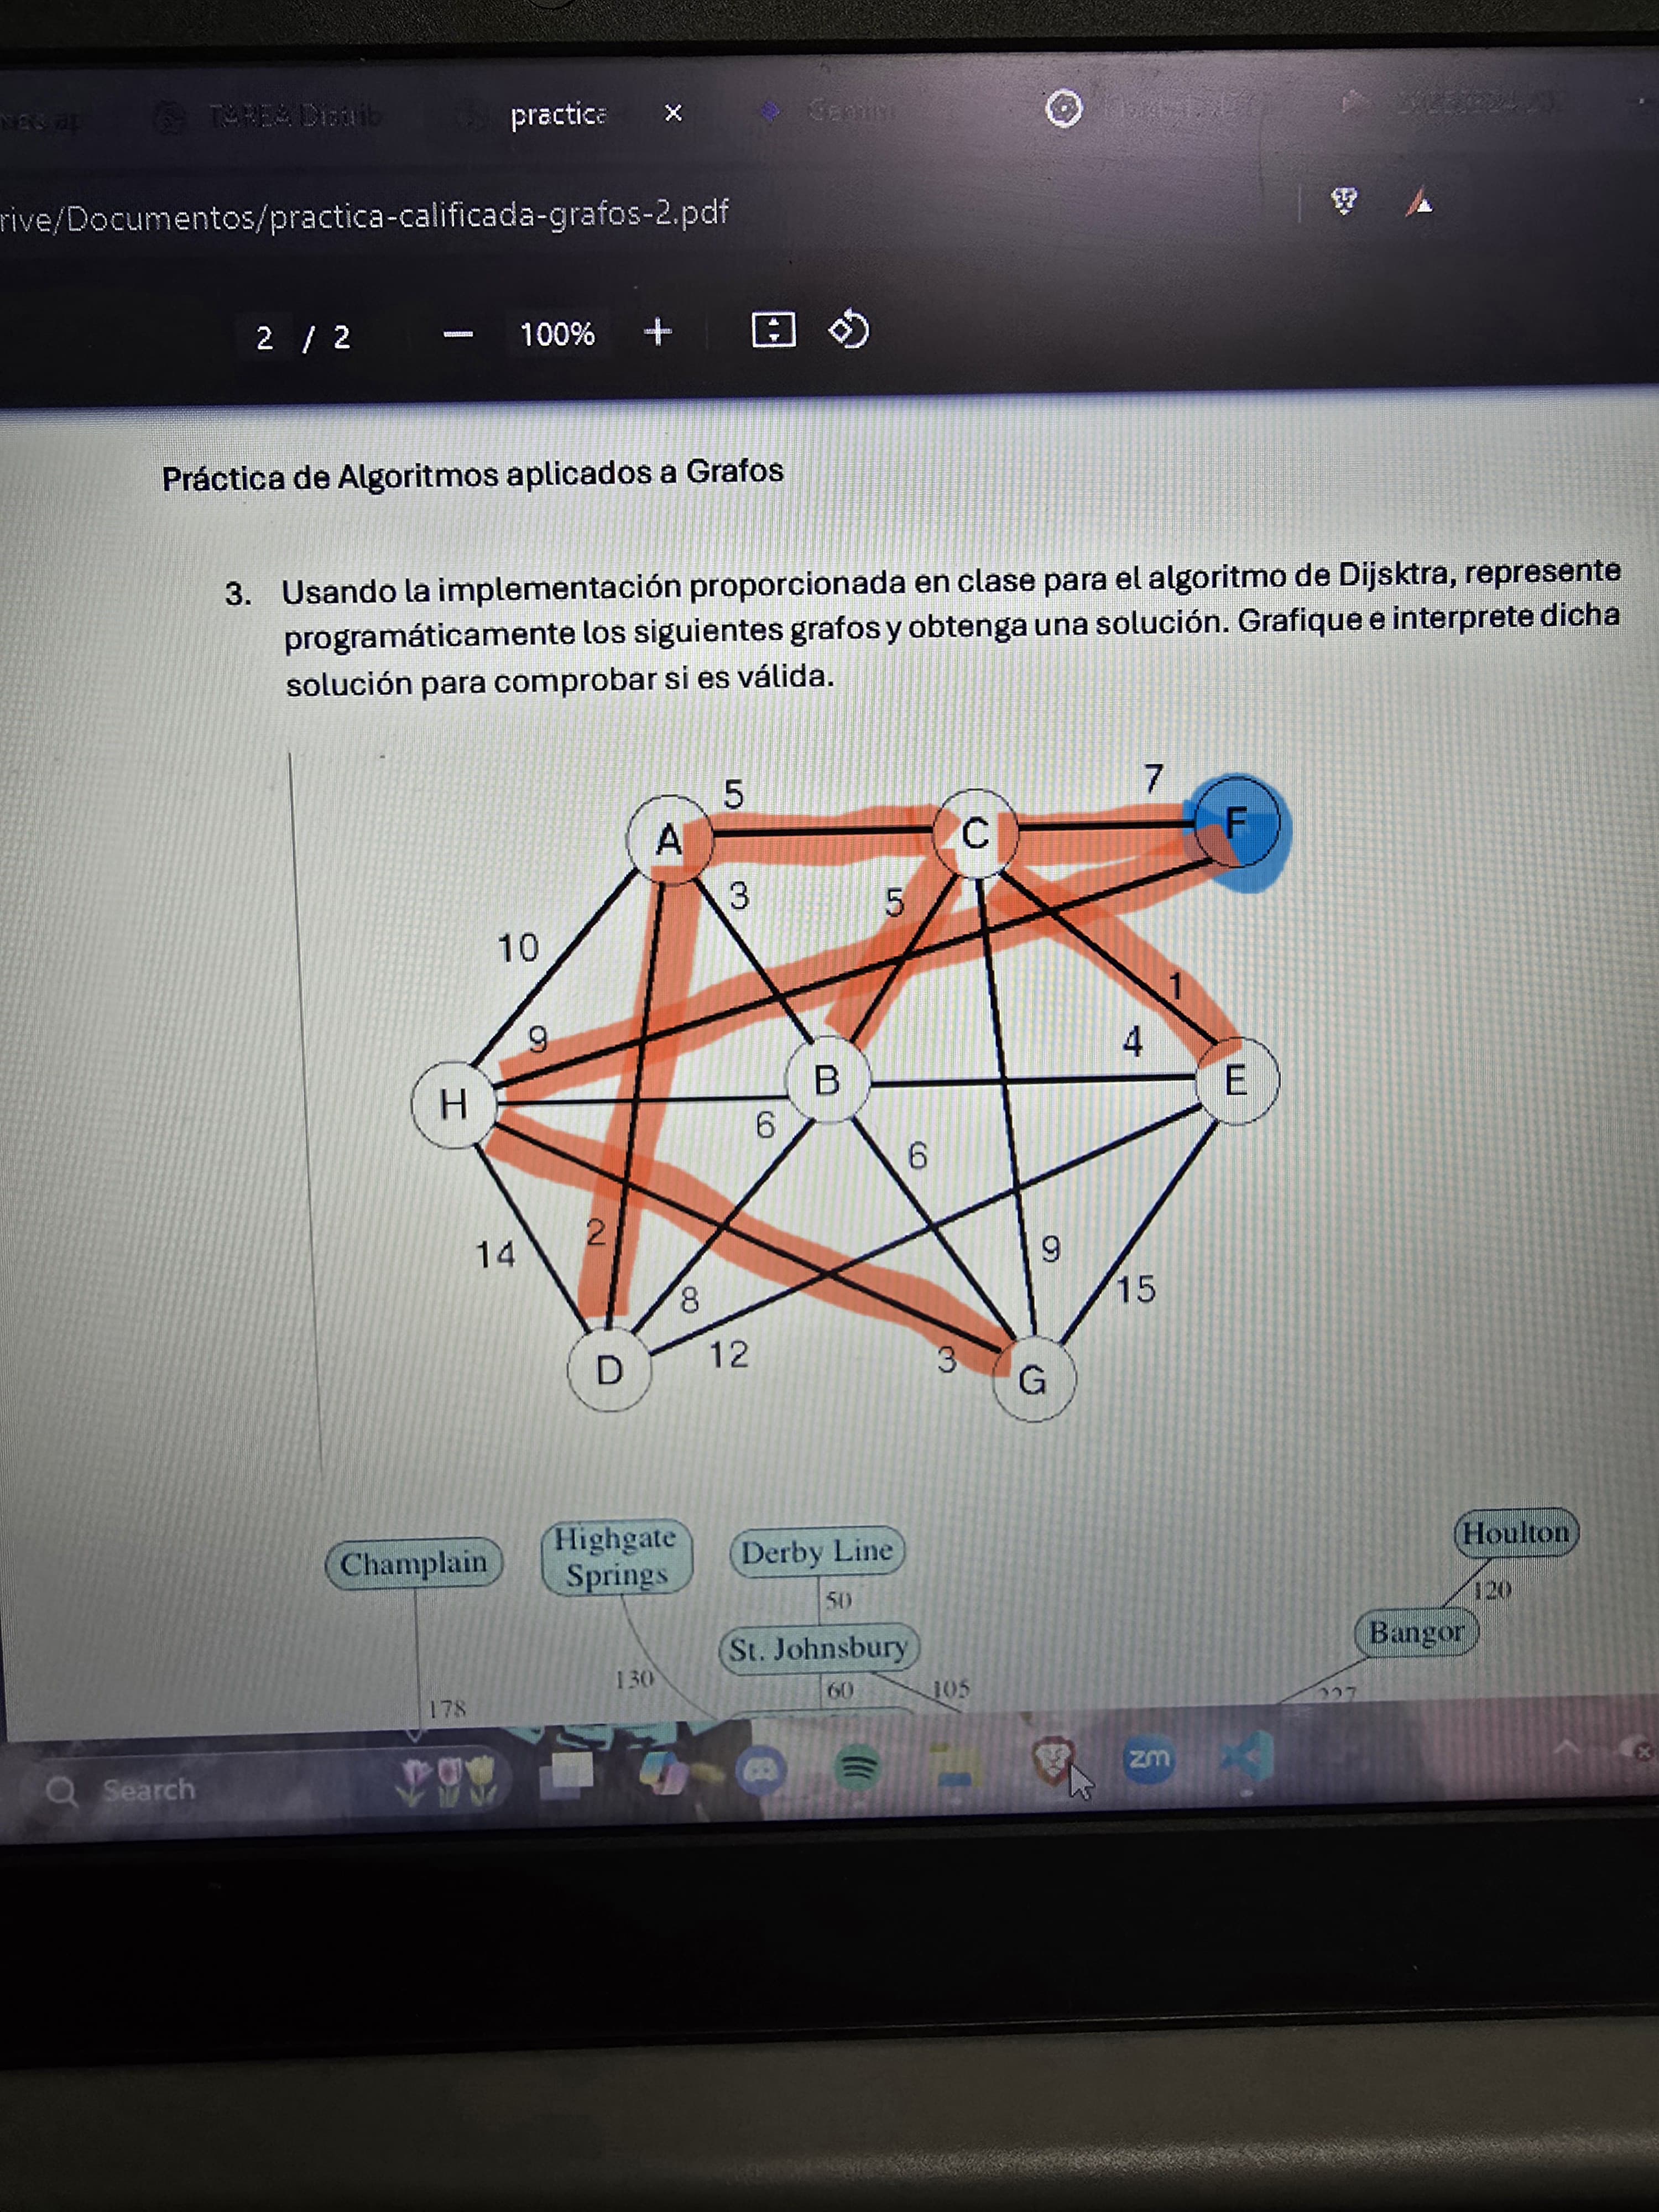 TAREA Distrib
practica
Gemini
rive/Documentos/practica-calificada-grafos-2.pdf
2 / 2
100%
Práctica de Algoritmos aplicados a Grafos
3. Usando la implementación proporcionada en clase para el algoritmo de Dijsktra, represente
programáticamente los siguientes grafos y obtenga una solución. Grafique e interprete dicha
solución para comprobar si es válida.
5
7
A
C
F
3
5
10
1
9
4
H
B
E
6
6
2
14
9
8
15
12
3
D
G
Champlain
Highgate
Springs
Derby Line
Houlton
50
120
St. Johnsbury
Bangor
130
60
105
178
Search
zm